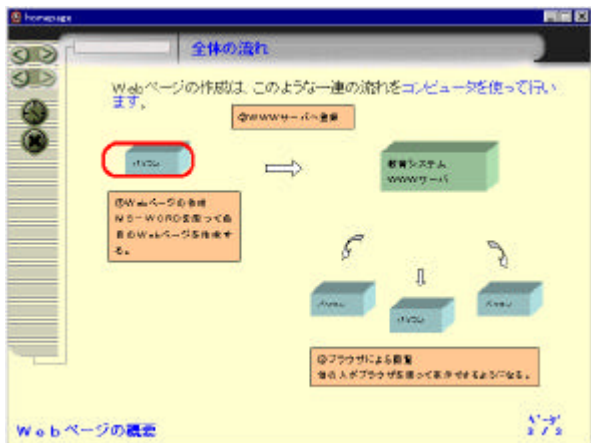 homepage
全体の流れ
Webページの作成は、このような一連の流れをコンピュータを使って行い
ます。
②WWWサーバへ登録
パソコン
教育システム
WWWサーバ
①Webページの作成
MS-WORDを使って各
自のWebページを作成す
る。
パソコン
パソコン
パソコン
③ブラウザによる閲覧
他の人がブラウザを使って表示できるようになる。
Webページの概要
ページ
2 / 2